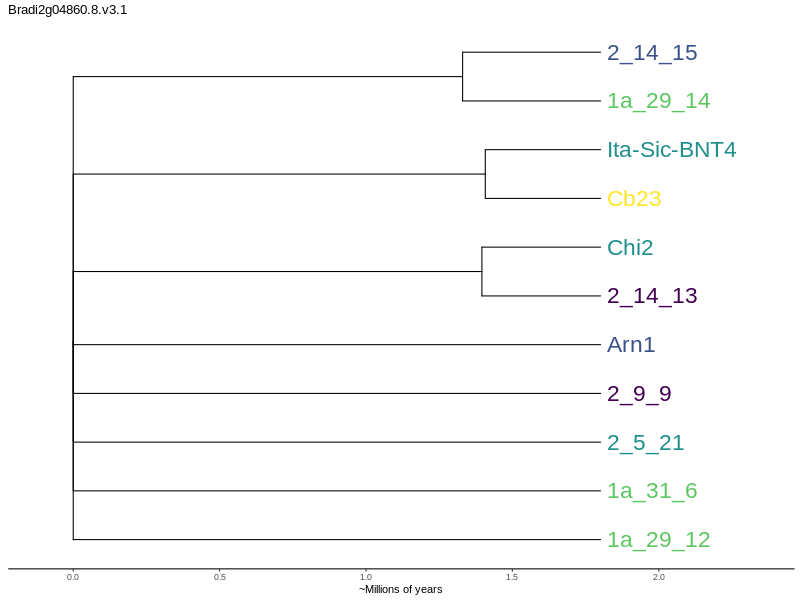 Bradi2g04860.8.v3.1
2_14_15
1a_29_14
Ita-Sic-BNT4
Cb23
Chi2
2_14_13
Arn1
2_9_9
2_5_21
1a_31_6
1a_29_12
0.0 0.5 1.0 1.5 2.0
~Millions of years